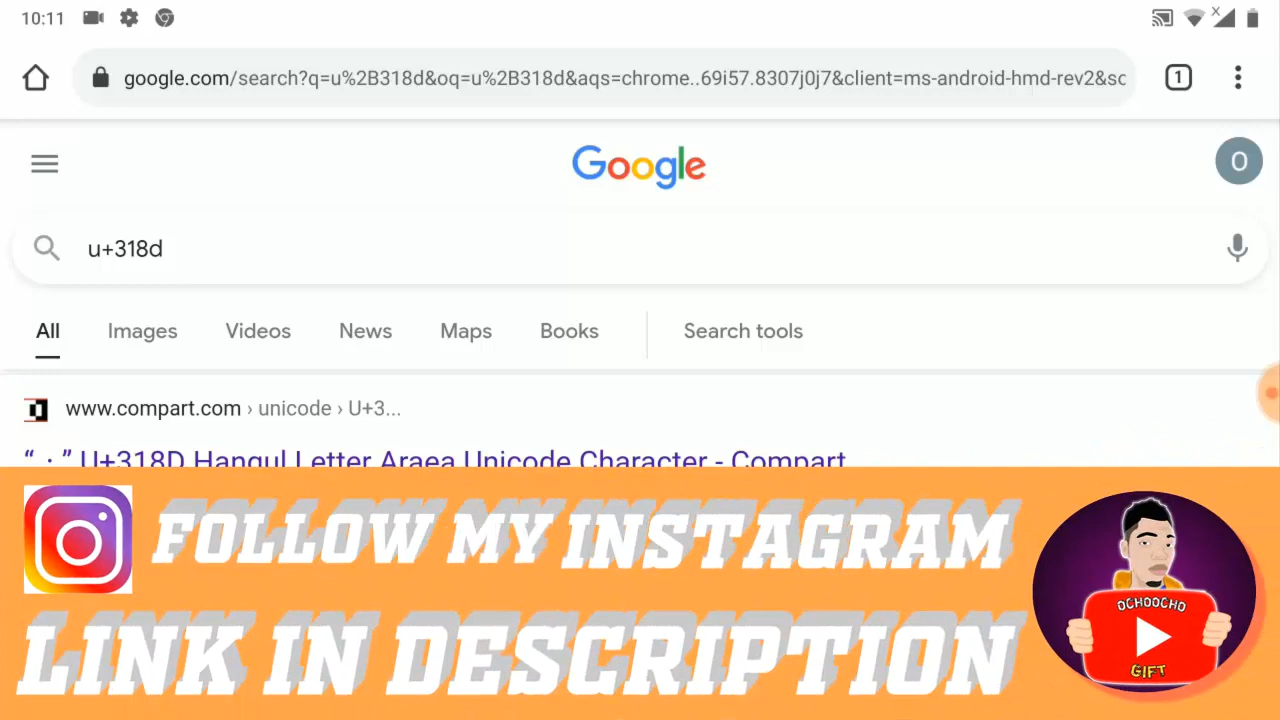 10:11
google.com/search?q=u%2B318d&oq=u%2B318d&aqs=chrome..69i57.8307j0j7&client=ms-android-hmd-rev2&sc
1
Google
O
u+318d
All Images Videos News Maps Books Search tools
www.compart.com › unicode › U+3...
“ ㆍ ” U+318D Hangul Letter Araea Unicode Character - Compart
FOLLOW MY INSTAGRAM
LINK IN DESCRIPTION
OCHOOCHO
GIFT